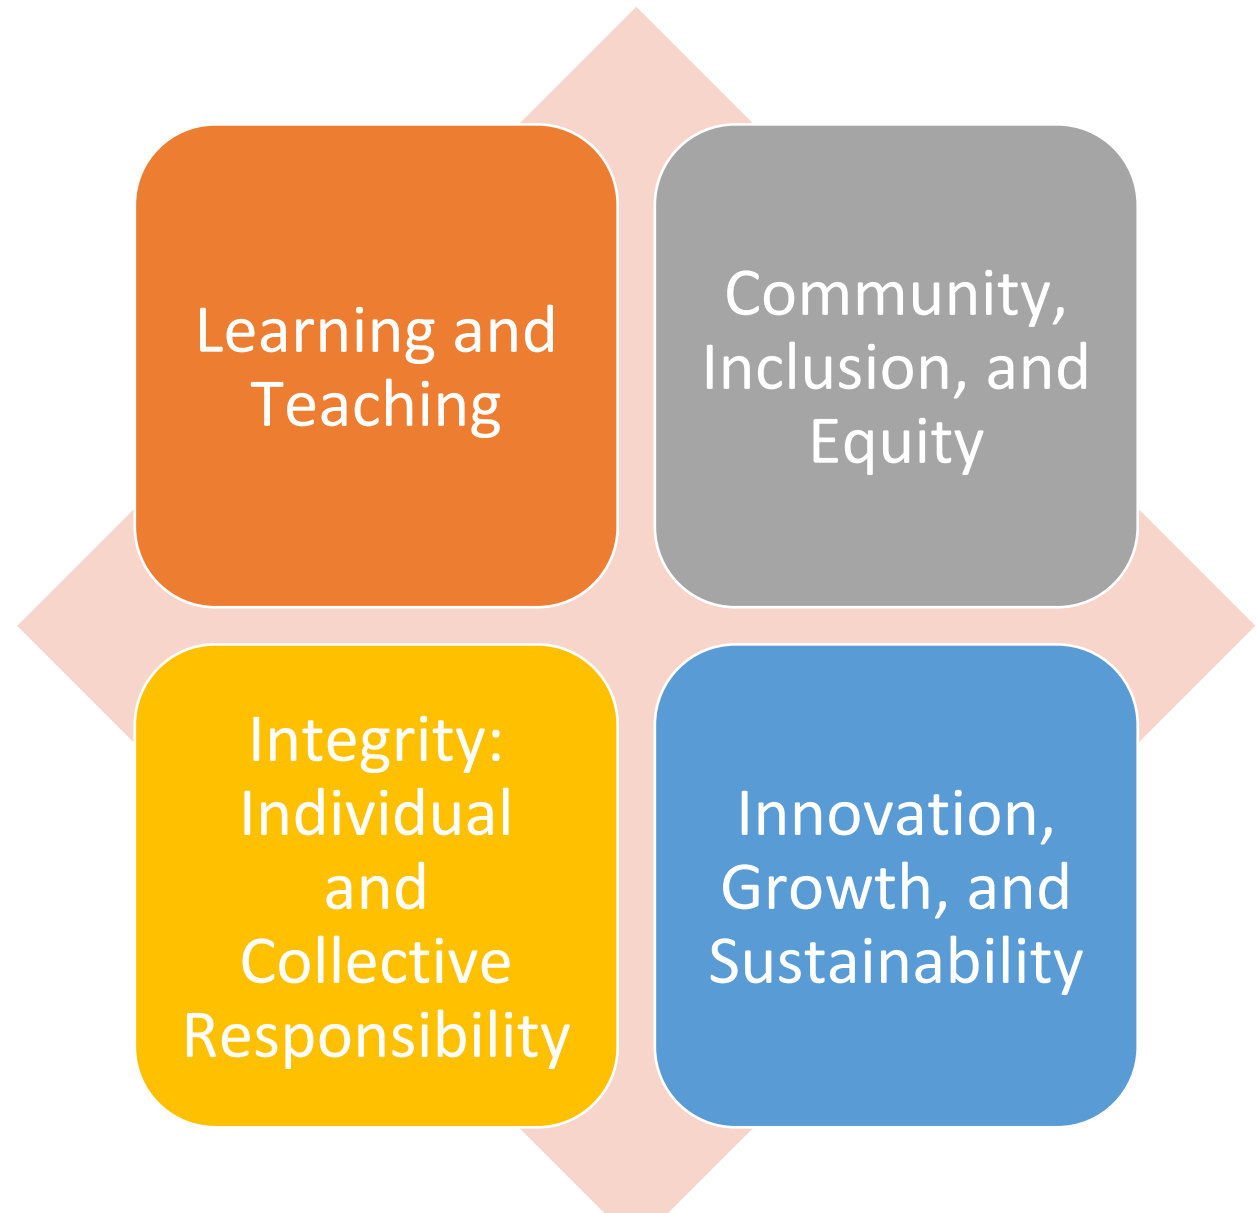 Learning and
Teaching
Community,
Inclusion, and
Equity
Integrity:
Individual
and
Collective
Responsibility
Innovation,
Growth, and
Sustainability